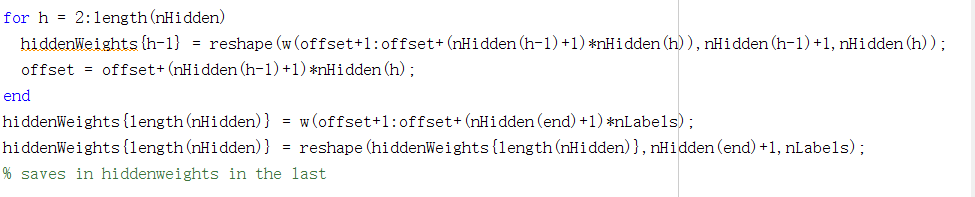 for h = 2:length(nHidden)
hiddenWeights{h-1} = reshape(w(offset+1:offset+(nHidden(h-1)+1)*nHidden(h)),nHidden(h-1)+1,nHidden(h));
offset = offset+(nHidden(h-1)+1)*nHidden(h);
end
hiddenWeights{length(nHidden)} = w(offset+1:offset+(nHidden(end)+1)*nLabels);
hiddenWeights{length(nHidden)} = reshape(hiddenWeights{length(nHidden)},nHidden(end)+1,nLabels);
% saves in hiddenweights in the last